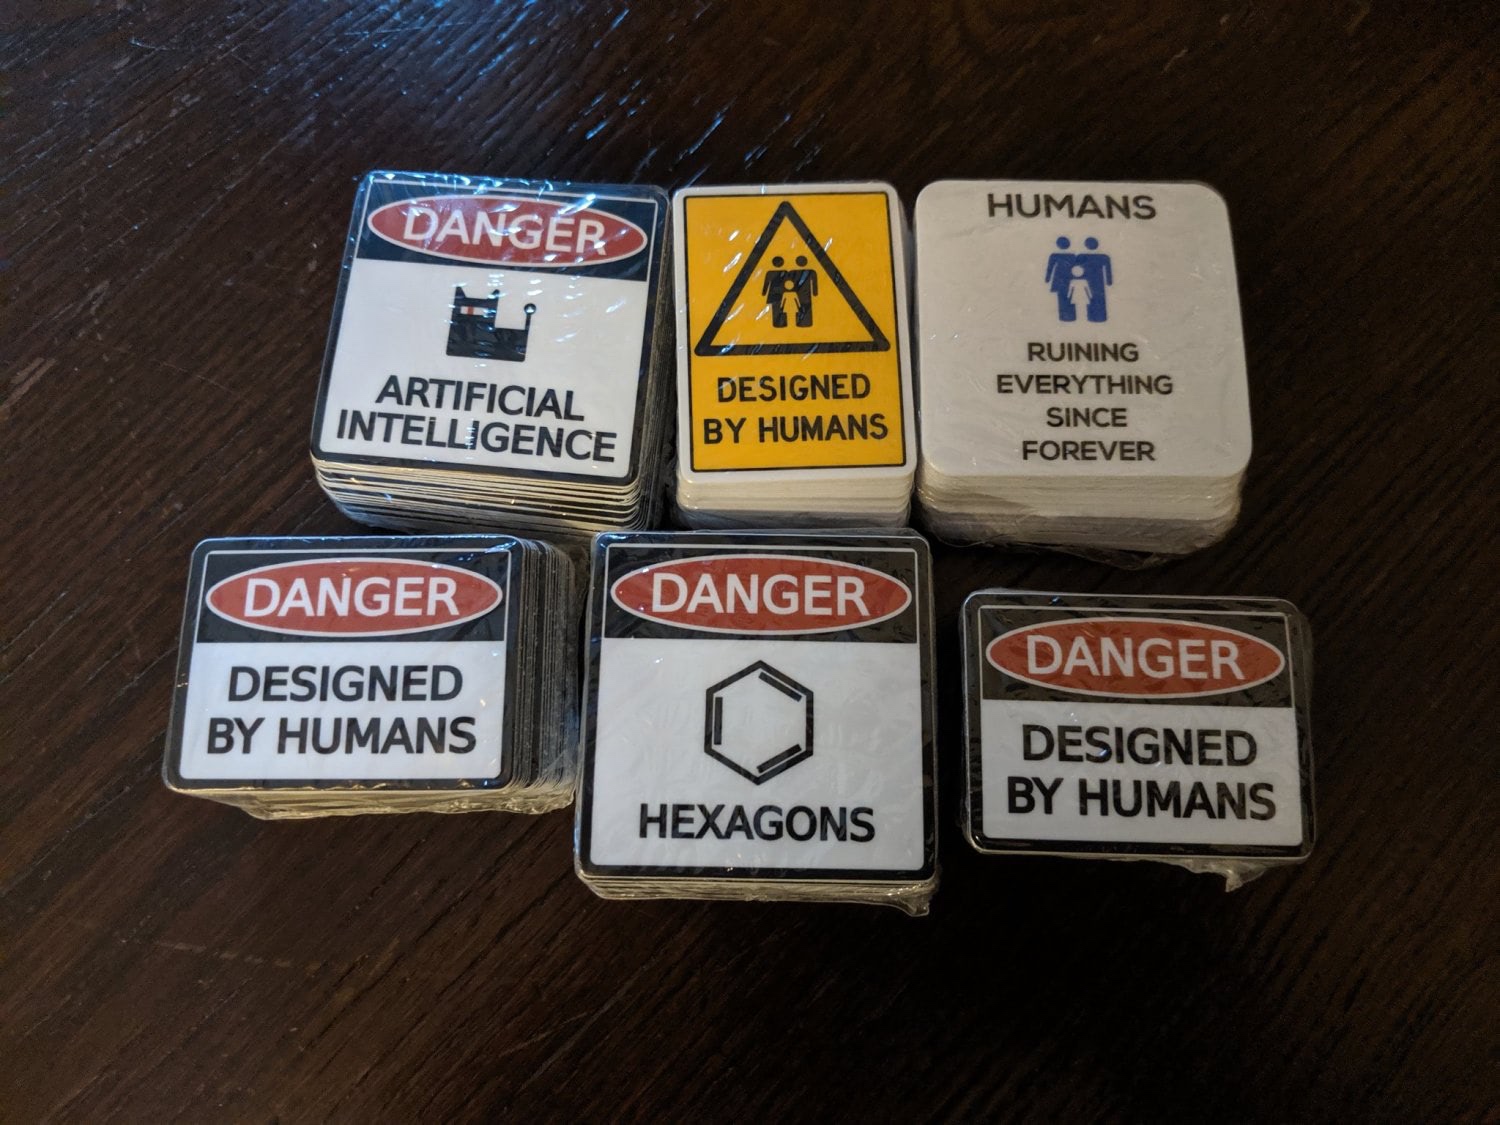 DANGER
ARTIFICIAL
INTELLIGENCE
DESIGNED
BY HUMANS
HUMANS
RUINING
EVERYTHING
SINCE
FOREVER
DANGER
DESIGNED
BY HUMANS
DANGER
HEXAGONS
DANGER
DESIGNED
BY HUMANS